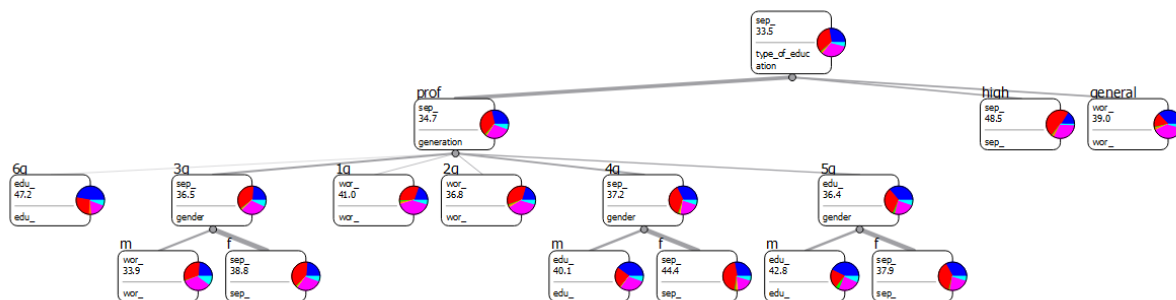 sep_
33.5
type_of_educ
ation
prof
high
general
sep_
34.7
generation
sep_
48.5
sep_
wor_
39.0
wor_
6g
3g
1g
2g
4g
5g
edu_
47.2
edu_
sep_
36.5
gender
wor_
41.0
wor_
wor_
36.8
wor_
sep_
37.2
gender
sep_
36.4
gender
m
f
m
f
m
f
wor_
33.9
wor_
sep_
38.8
sep_
edu_
40.1
edu_
sep_
44.4
sep_
edu_
42.8
edu_
sep_
37.9
sep_